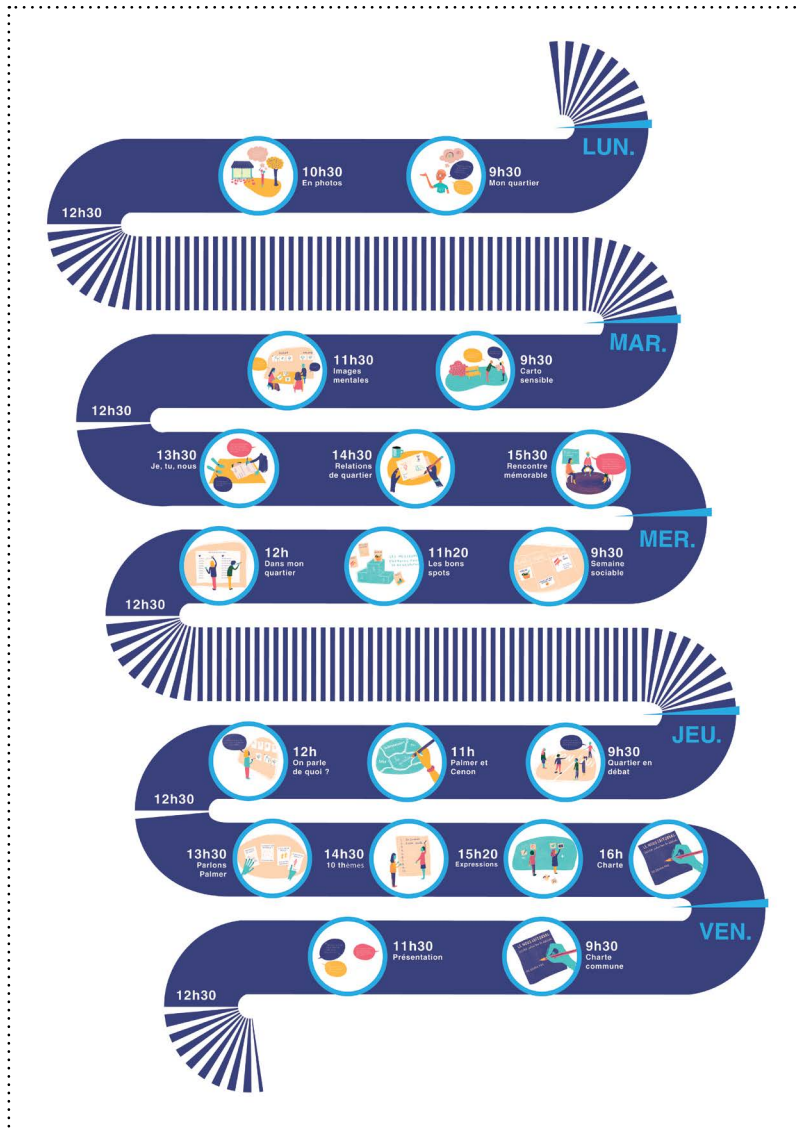 LUN.
9h30
Mon quartier
10h30
En photos
12h30
MAR.
9h30
Carto
sensible
11h30
Images
mentales
12h30
13h30
Je, tu, nous
14h30
Relations
de quartier
15h30
Rencontre
mémorable
MER.
9h30
Semaine
sociable
11h20
Les bons
spots
12h
Dans mon
quartier
12h30
JEU.
9h30
Quartier en
débat
11h
Palmer et
Cenon
12h
On parle
de quoi ?
12h30
13h30
Parlons
Palmer
14h30
10 thèmes
15h20
Expressions
16h
Charte
VEN.
9h30
Charte
commune
11h30
Présentation
12h30